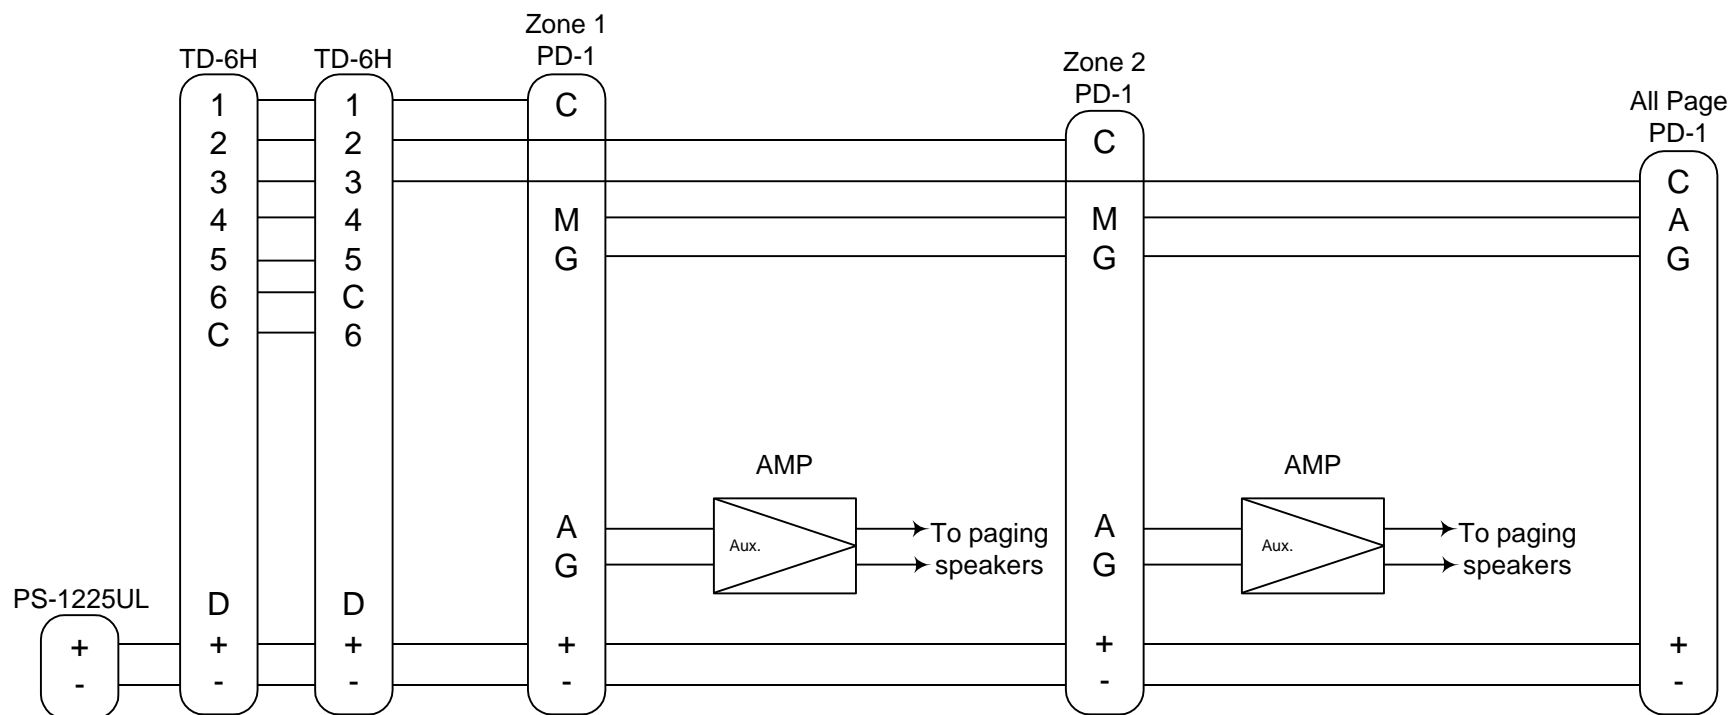 Zone 1
PD-1
TD-6H TD-6H
Zone 2
PD-1
All Page
PD-1
1 1 C
2 2 C
3 3 C
4 4 M M A
5 5 G G G
6 C
C 6
AMP AMP
A Aux. To paging A Aux. To paging
G speakers G speakers
PS-1225UL
D D
+ + + + + +
- - - - - -